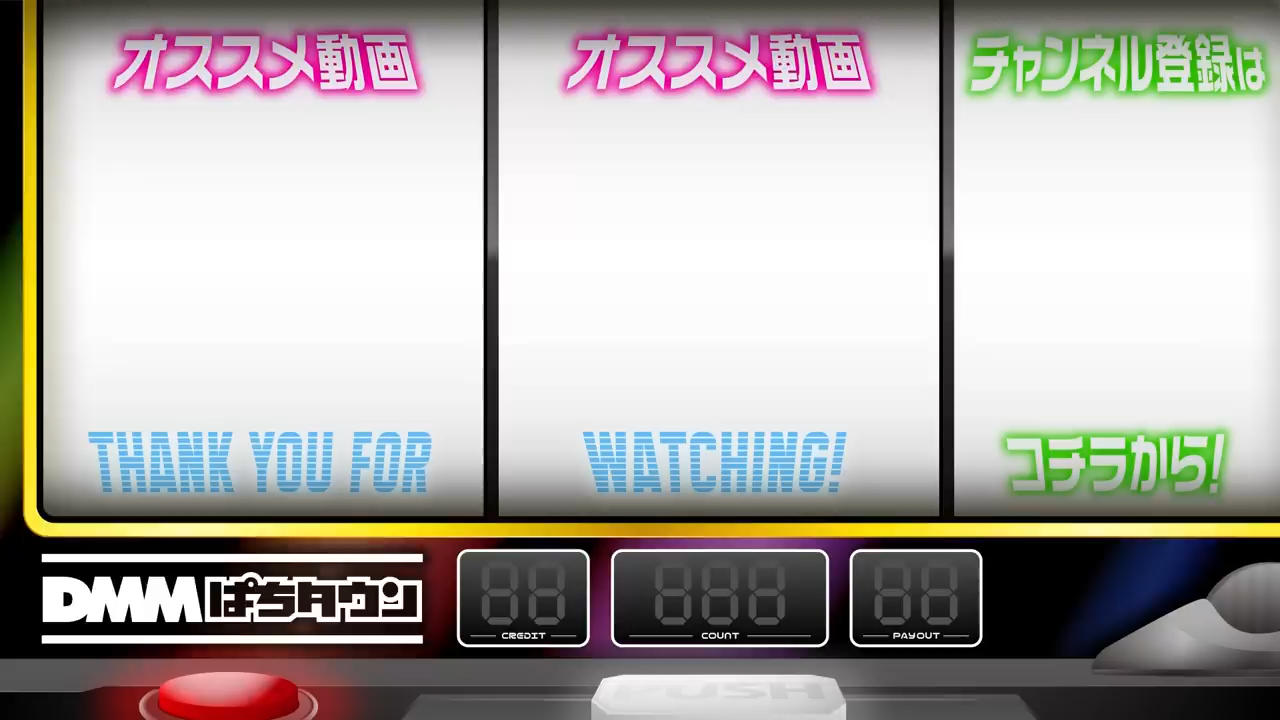 オススメ動画
オススメ動画
チャンネル登録は
THANK YOU FOR
WATCHING!
コチラから!
DMMぱちタウン
CREDIT
COUNT
PAYOUT
PUSH